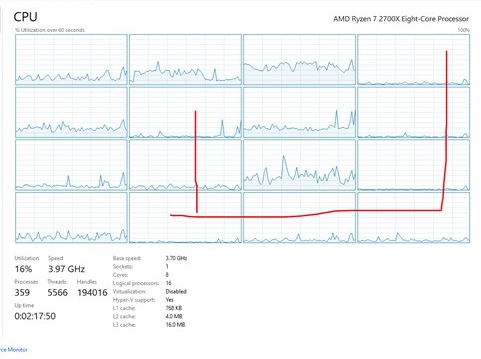 CPU
AMD Ryzen 7 2700X Eight-Core Processor
% Utilization over 60 seconds
100%
Utilization Speed
16% 3.97 GHz
Processes Threads Handles
359 5566 194016
Up time
0:02:17:50
Base speed: 3.70 GHz
Sockets: 1
Cores: 8
Logical processors: 16
Virtualization: Disabled
Hyper-V support: Yes
L1 cache: 768 KB
L2 cache: 4.0 MB
L3 cache: 16.0 MB
rce Monitor